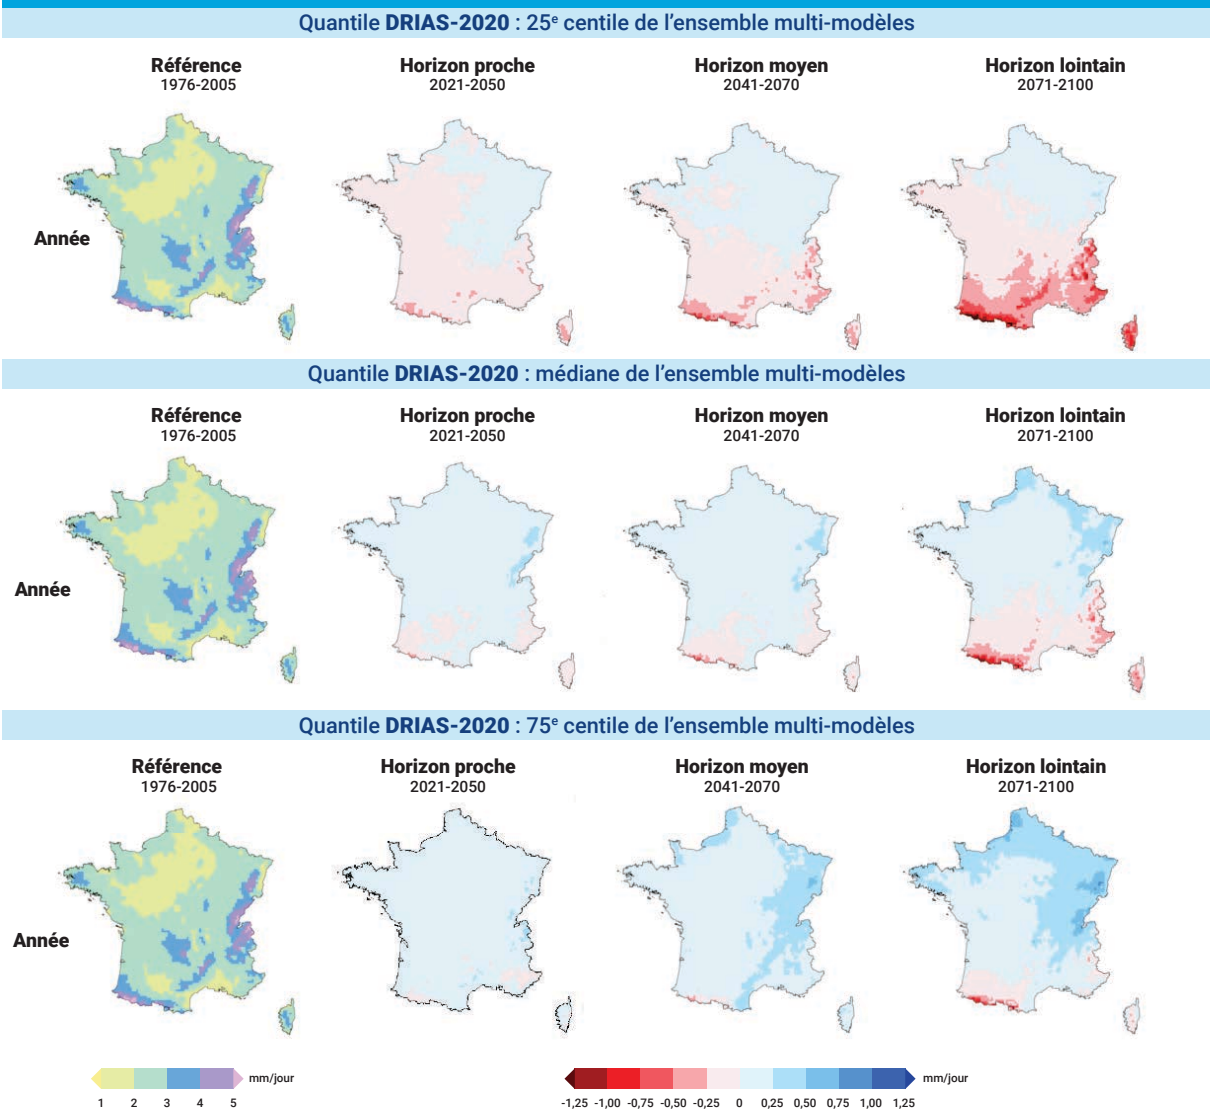 Quantile DRIAS-2020 : 25e centile de l'ensemble multi-modèles
Référence Horizon proche Horizon moyen Horizon lointain
1976-2005 2021-2050 2041-2070 2071-2100
Année
Quantile DRIAS-2020 : médiane de l'ensemble multi-modèles
Référence Horizon proche Horizon moyen Horizon lointain
1976-2005 2021-2050 2041-2070 2071-2100
Année
Quantile DRIAS-2020 : 75e centile de l'ensemble multi-modèles
Référence Horizon proche Horizon moyen Horizon lointain
1976-2005 2021-2050 2041-2070 2071-2100
Année
mm/jour mm/jour
1 2 3 4 5 -1,25 -1,00 -0,75 -0,50 -0,25 0 0,25 0,50 0,75 1,00 1,25